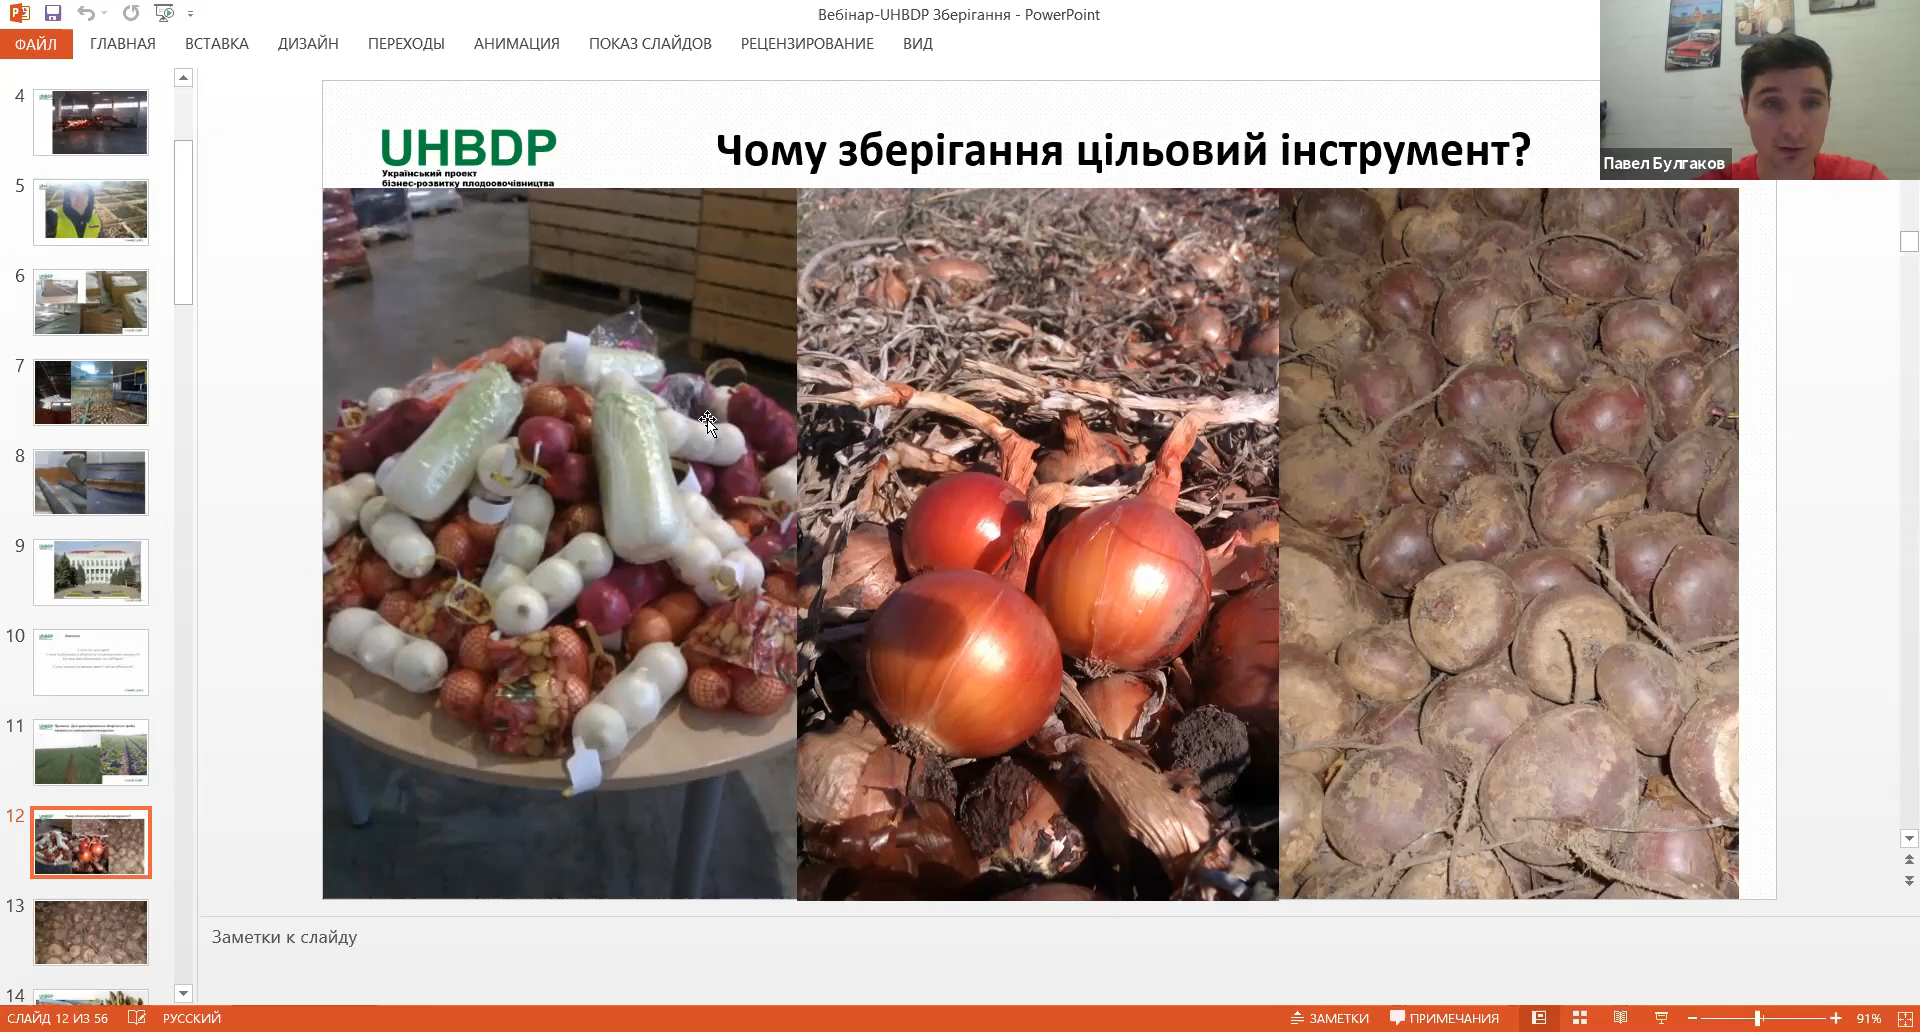 Вебінар-UHBDP Зберігання - PowerPoint
ФАЙЛ ГЛАВНАЯ ВСТАВКА ДИЗАЙН ПЕРЕХОДЫ АНИМАЦИЯ ПОКАЗ СЛАЙДОВ РЕЦЕНЗИРОВАНИЕ ВИД
4
5
6
7
8
9
10
11
12
13
14
UHBDP
Український проект
бізнес-розвитку плодоовочівництва
Чому зберігання цільовий інструмент?
Павел Булгаков
Заметки к слайду
СЛАЙД 12 ИЗ 56 РУССКИЙ ЗАМЕТКИ ПРИМЕЧАНИЯ 91%